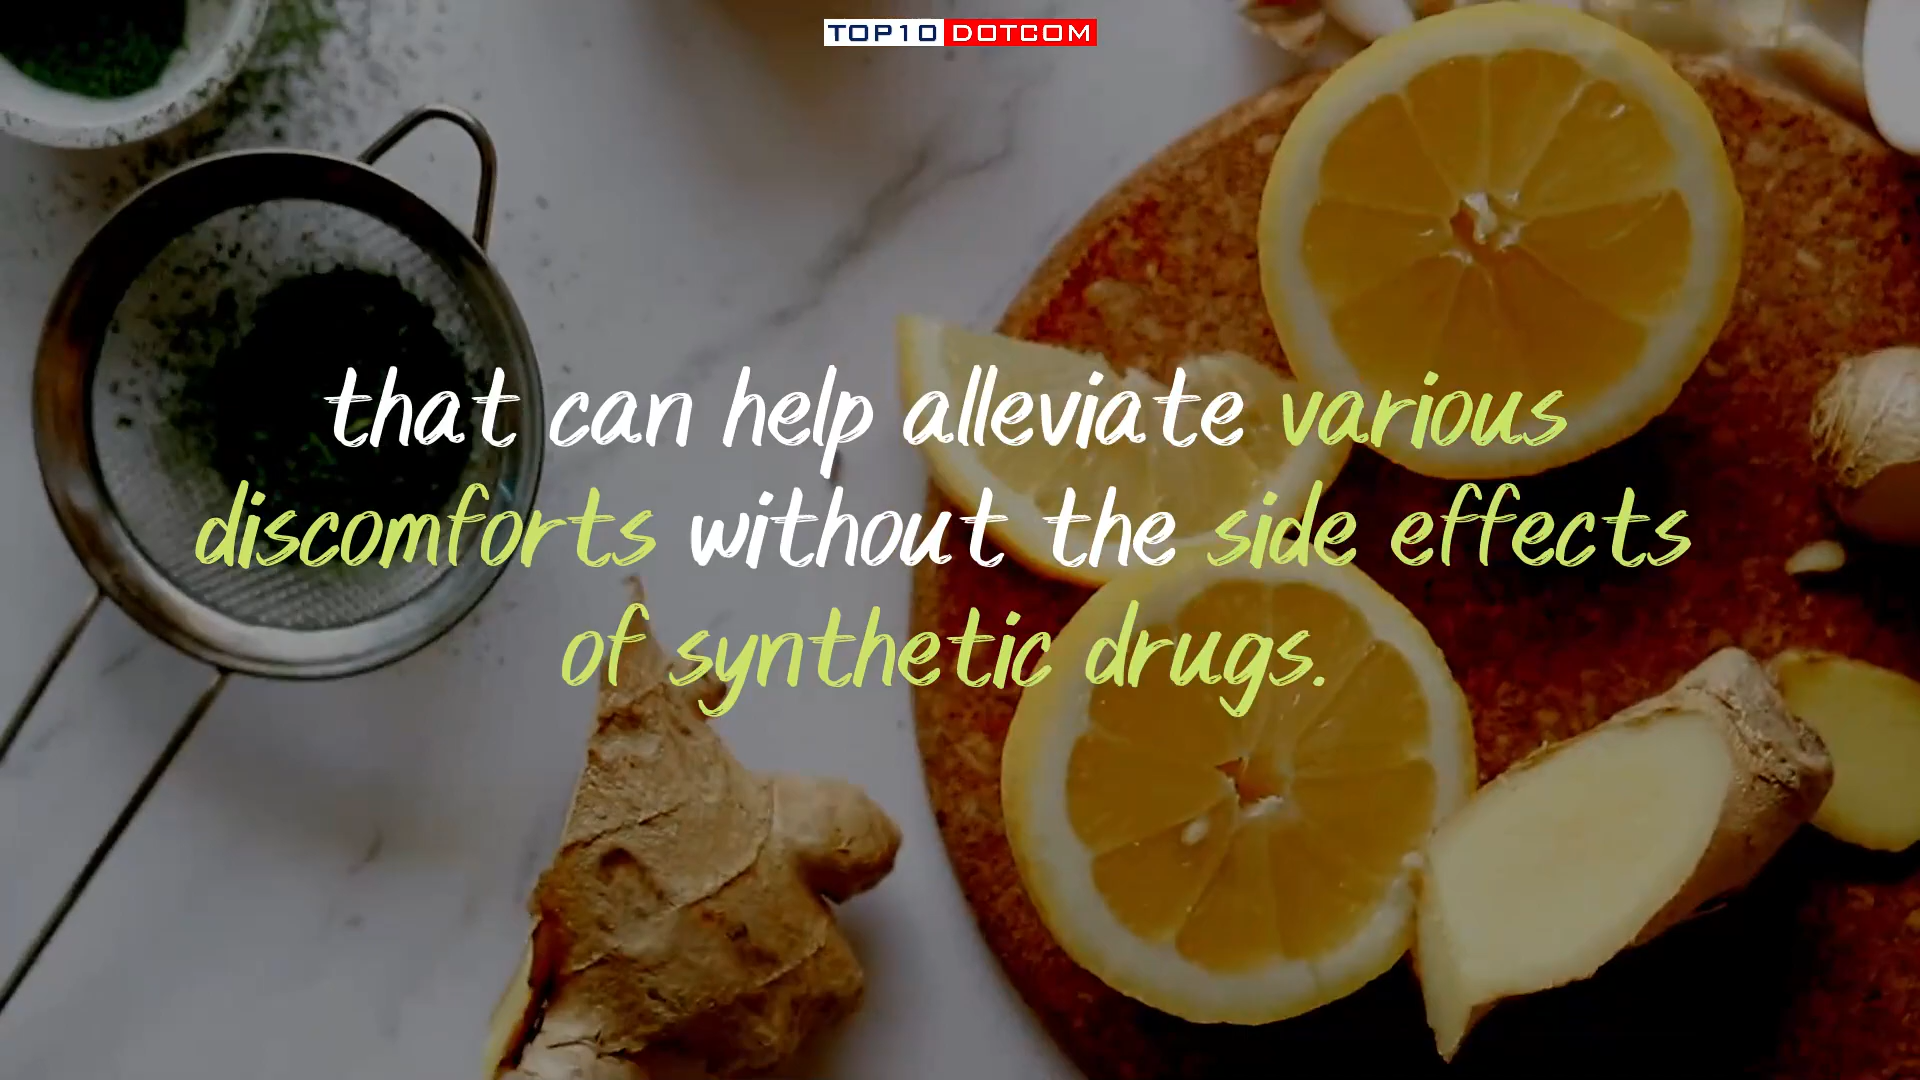 TOP10 DOTCOM
that can help alleviate various
discomforts without the side effects
of synthetic drugs.